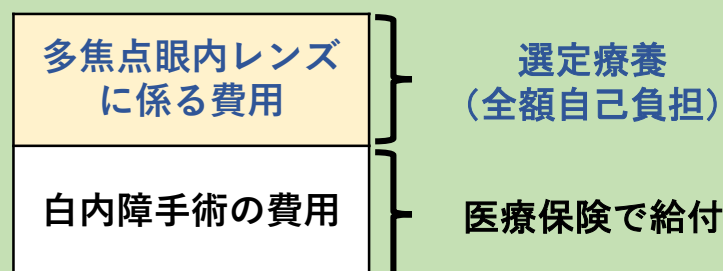 多焦点眼内レンズ
に係る費用
選定療養
（全額自己負担）
白内障手術の費用
医療保険で給付